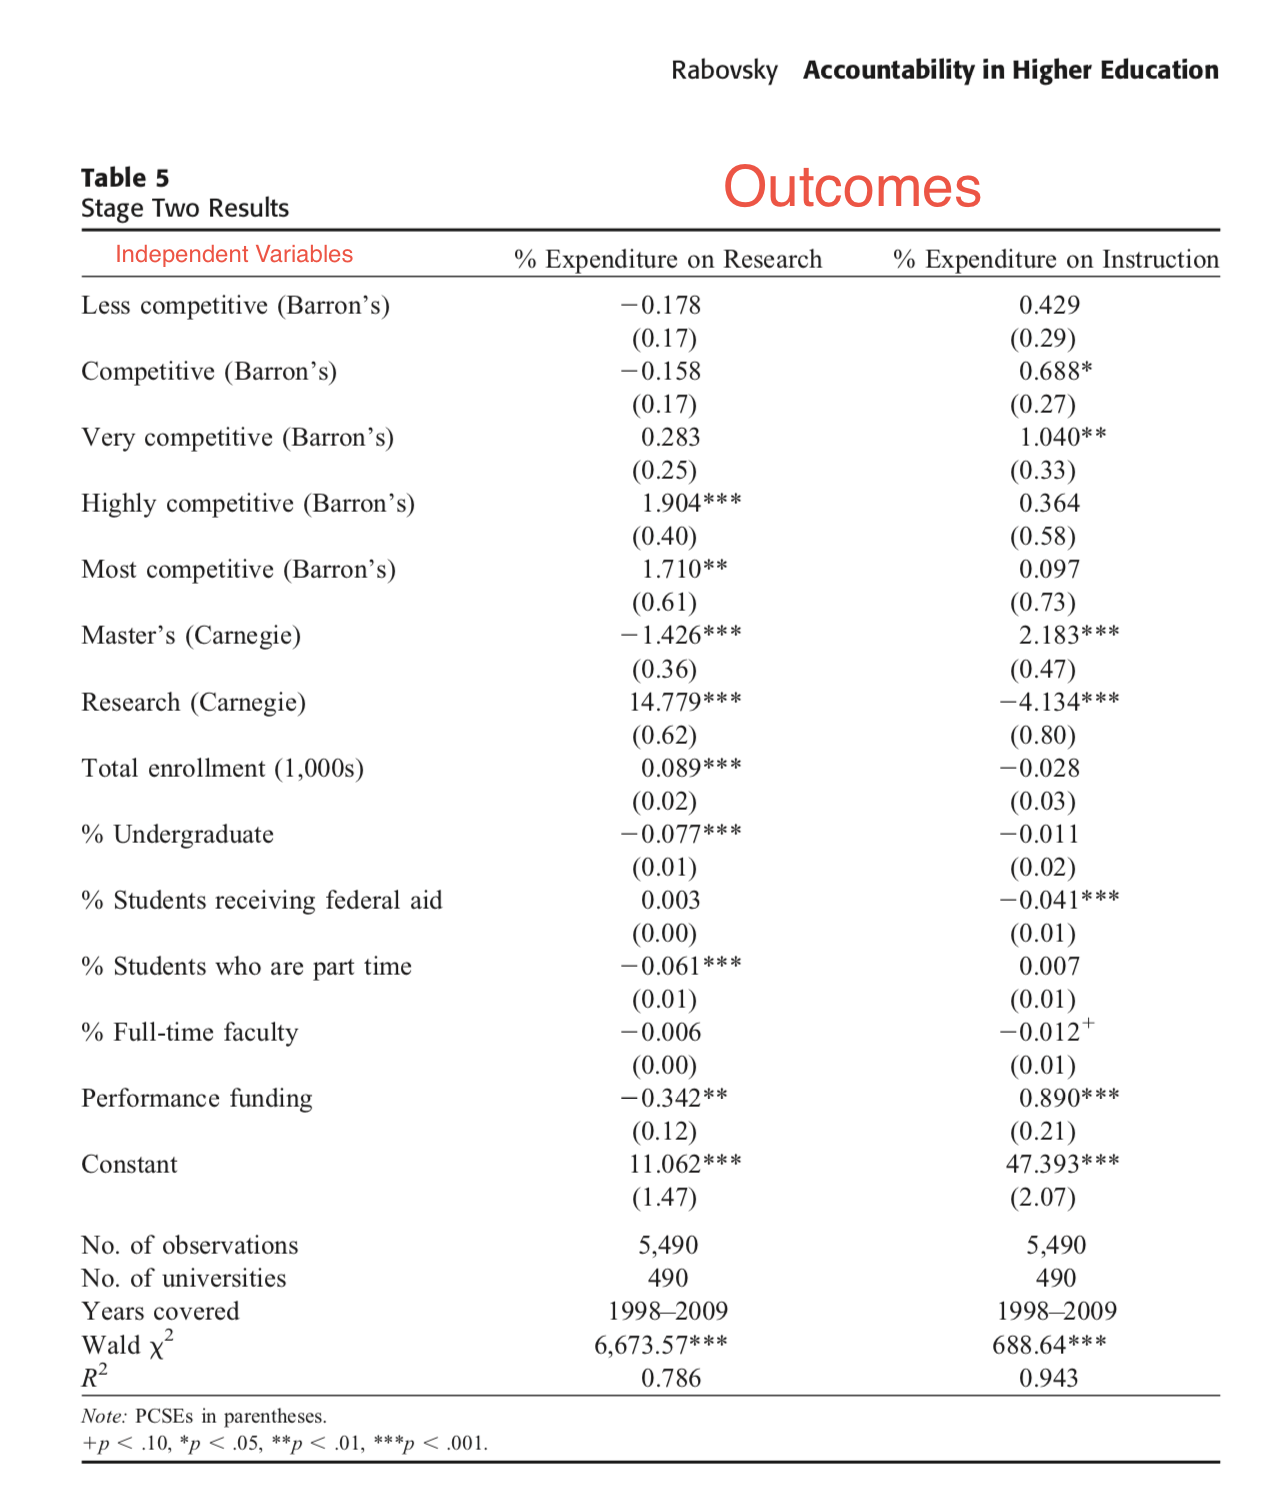 Rabovsky Accountability in Higher Education
Table 5
Stage Two Results
Outcomes
Independent Variables % Expenditure on Research % Expenditure on Instruction
Less competitive (Barron’s) −0.178 0.429
(0.17) (0.29)
Competitive (Barron’s) −0.158 0.688*
(0.17) (0.27)
Very competitive (Barron’s) 0.283 1.040**
(0.25) (0.33)
Highly competitive (Barron’s) 1.904*** 0.364
(0.40) (0.58)
Most competitive (Barron’s) 1.710** 0.097
(0.61) (0.73)
Master’s (Carnegie) −1.426*** 2.183***
(0.36) (0.47)
Research (Carnegie) 14.779*** −4.134***
(0.62) (0.80)
Total enrollment (1,000s) 0.089*** −0.028
(0.02) (0.03)
% Undergraduate −0.077*** −0.011
(0.01) (0.02)
% Students receiving federal aid 0.003 −0.041***
(0.00) (0.01)
% Students who are part time −0.061*** 0.007
(0.01) (0.01)
% Full-time faculty −0.006 −0.012+
(0.00) (0.01)
Performance funding −0.342** 0.890***
(0.12) (0.21)
Constant 11.062*** 47.393***
(1.47) (2.07)
No. of observations 5,490 5,490
No. of universities 490 490
Years covered 1998–2009 1998–2009
Wald χ² 6,673.57*** 688.64***
R² 0.786 0.943
Note: PCSEs in parentheses.
+p < .10, *p < .05, **p < .01, ***p < .001.